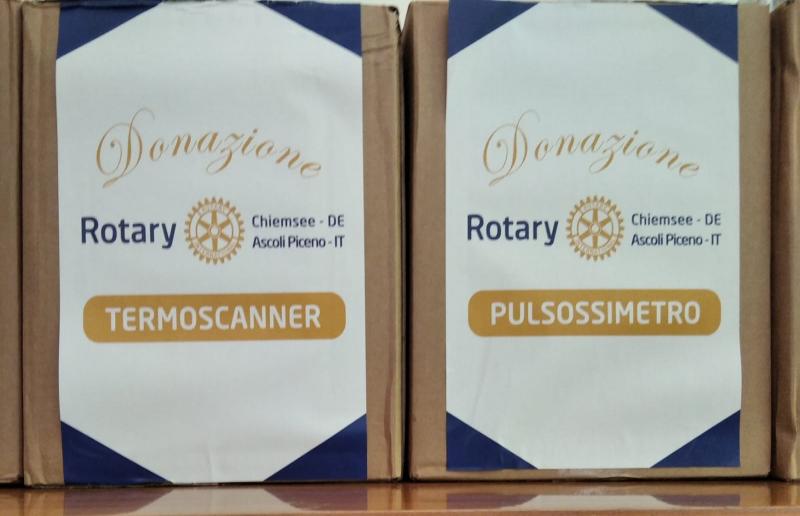 Donazione
Rotary
Chiemsee - DE
Ascoli Piceno - IT
TERMOSCANNER
Donazione
Rotary
Chiemsee - DE
Ascoli Piceno - IT
PULSOSSIMETRO